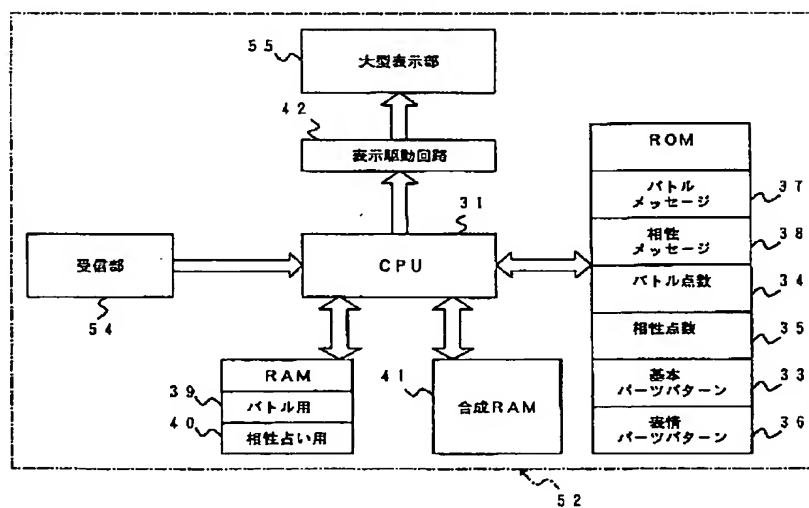 ５５
大型表示部
４２
表示駆動回路
３１
CPU
受信部
５４
ROM
バトル
メッセージ
３７
相性
メッセージ
３８
バトル点数
３４
相性点数
３５
基本
パーツパターン
３３
表情
パーツパターン
３６
RAM
３９
バトル用
４０
相性占い用
４１
合成RAM
５２